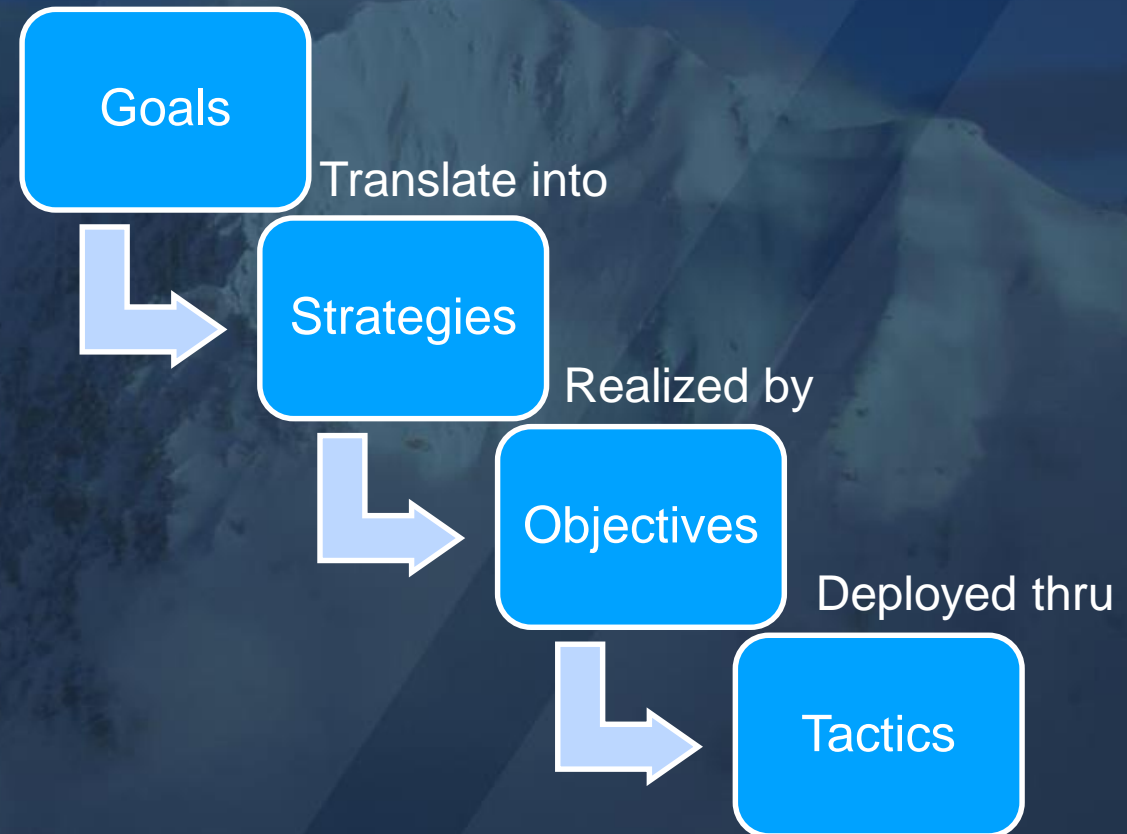 Goals
Translate into
Strategies
Realized by
Objectives
Deployed thru
Tactics